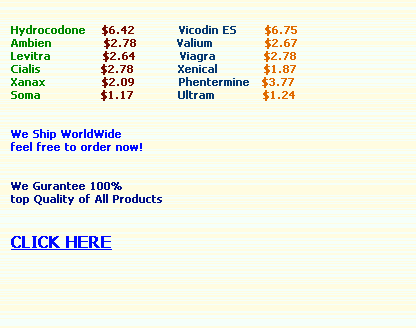 Hydrocodone $6.42 Vicodin ES $6.75
Ambien $2.78 Valium $2.67
Levitra $2.64 Viagra $2.78
Cialis $2.78 Xenical $1.87
Xanax $2.09 Phentermine $3.77
Soma $1.17 Ultram $1.24
We Ship WorldWide
feel free to order now!
We Gurantee 100%
top Quality of All Products
CLICK HERE